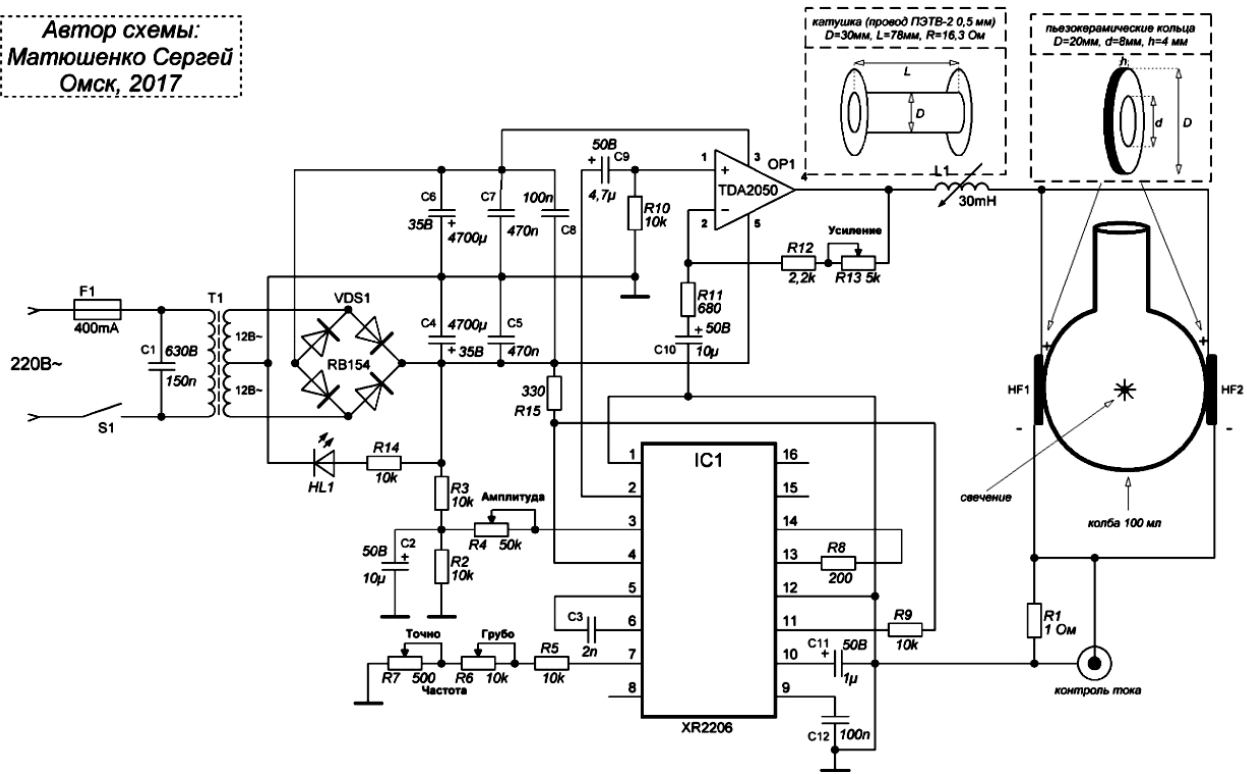 Автор схемы:
Матюшенко Сергей
Омск, 2017
катушка (провод ПЭТВ-2 0,5 мм)
D=30мм, L=78мм, R=16,3 Ом
L
D
пьезокерамические кольца
D=20мм, d=8мм, h=4 мм
h
d
D
F1
400mA
220В~
S1
C1
630В
150n
T1
12В~
12В~
VDS1
RB154
HL1
R14
10k
C6
35В
+
4700µ
C7
470n
100n
C8
C4
4700µ
+
35В
C5
470n
50В
+
C9
4,7µ
R10
10k
1
+
2
-
3
4
5
OP1
TDA2050
R12
2,2k
Усиление
R13 5k
R11
680
50В
+
C10
10µ
L1
30mH
330
R15
R3
10k
R2
10k
50В
C2
+
10µ
Амплитуда
R4
50k
C3
2n
Точно
Грубо
R7
500
R6
10k
R5
10k
Частота
IC1
1
2
3
4
5
6
7
8
16
15
14
13
12
11
10
9
XR2206
R8
200
R9
10k
C11
50В
+
1µ
C12
100n
+
+
HF1
HF2
-
-
свечение
колба 100 мл
R1
1 Ом
контроль тока